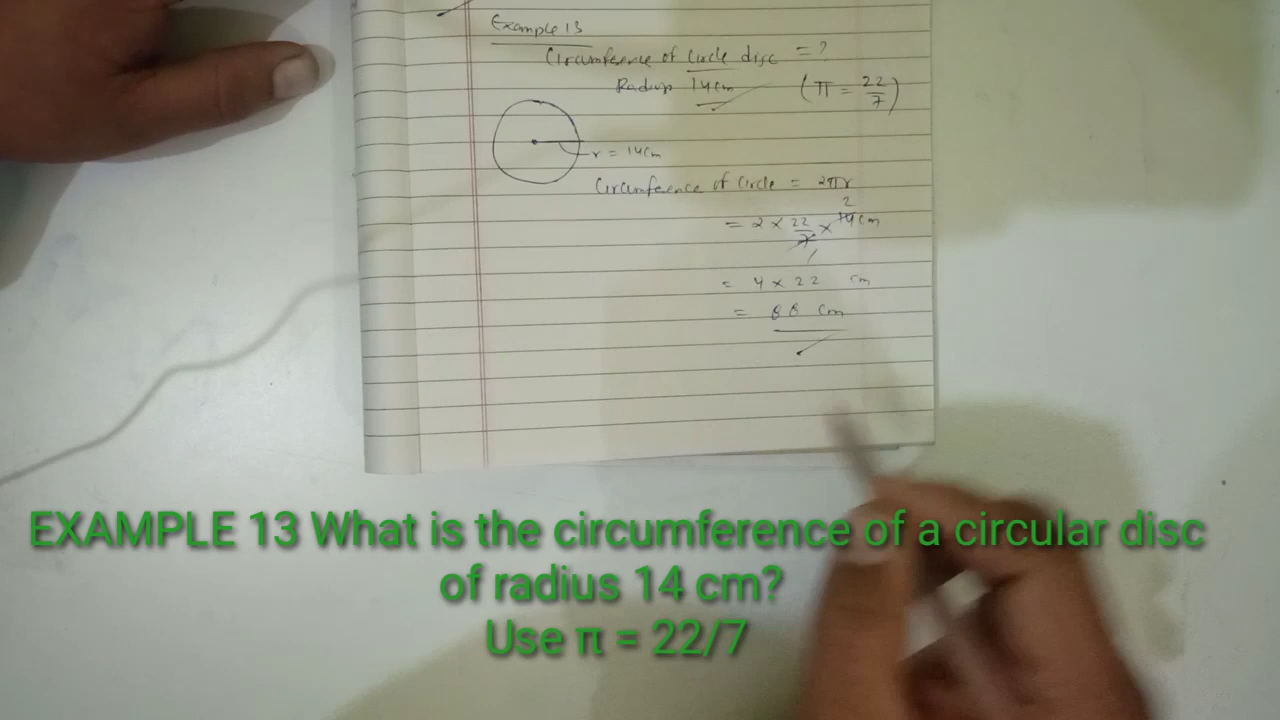 Example 13
Circumference of Circle disc = ?
Radius 14cm (π = 22/7)
r = 14cm
Circumference of Circle = 2πr
2
= 2 × 22/7 × 14cm
1
= 4 × 22 cm
= 88 cm
EXAMPLE 13 What is the circumference of a circular disc
of radius 14 cm?
Use π = 22/7